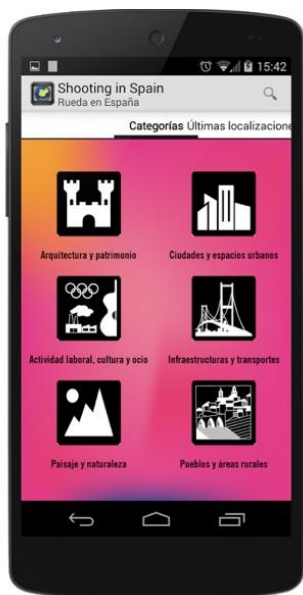 15:42
Shooting in Spain
Rueda en España
Categorías Últimas localizacione
Arquitectura y patrimonio
Ciudades y espacios urbanos
Actividad laboral, cultura y ocio
Infraestructuras y transportes
Paisaje y naturaleza
Pueblos y áreas rurales